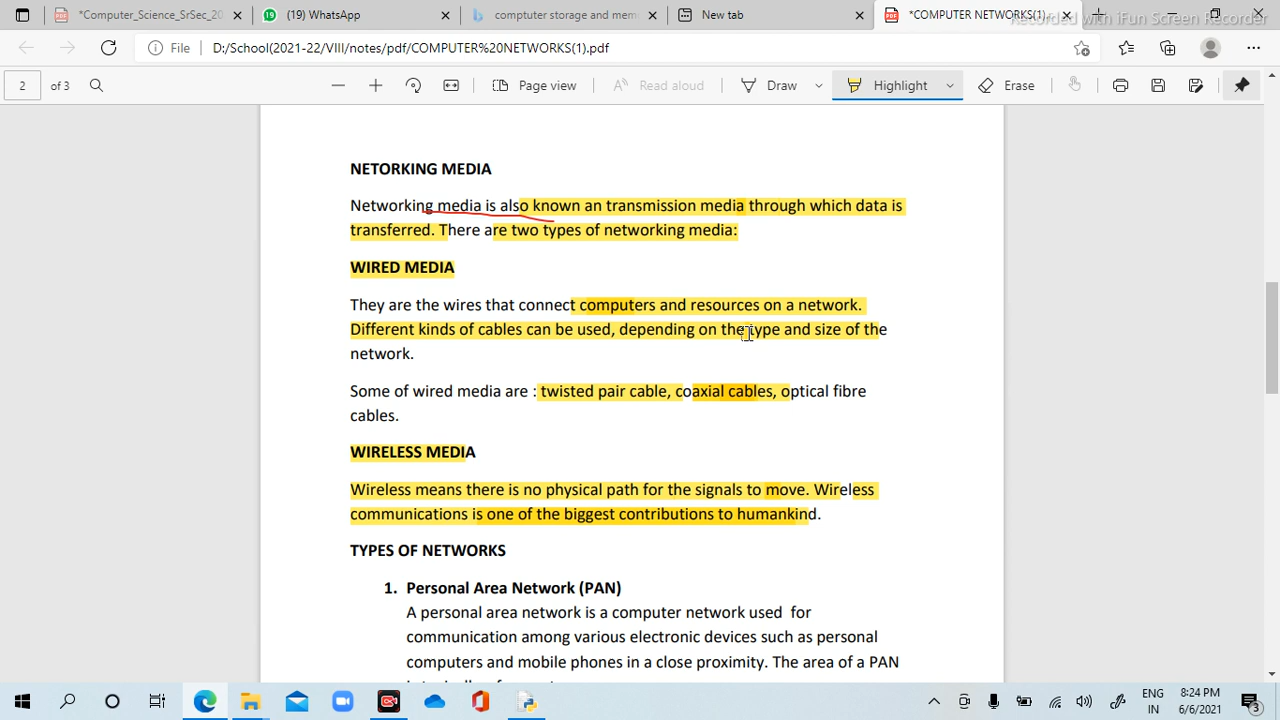 *Computer_Science_Sec_20
(19) WhatsApp
computer storage and mem
New tab
*COMPUTER NETWORKS(1).p
Recorded with iFun Screen Recorder
File D:/School(2021-22/VIII/notes/pdf/COMPUTER%20NETWORKS(1).pdf
2 of 3 Page view Read aloud Draw Highlight Erase
NETORKING MEDIA
Networking media is also known an transmission media through which data is
transferred. There are two types of networking media:
WIRED MEDIA
They are the wires that connect computers and resources on a network.
Different kinds of cables can be used, depending on the type and size of the
network.
Some of wired media are : twisted pair cable, coaxial cables, optical fibre
cables.
WIRELESS MEDIA
Wireless means there is no physical path for the signals to move. Wireless
communications is one of the biggest contributions to humankind.
TYPES OF NETWORKS
1. Personal Area Network (PAN)
A personal area network is a computer network used for
communication among various electronic devices such as personal
computers and mobile phones in a close proximity. The area of a PAN
ENG 8:24 PM
IN 6/6/2021 3